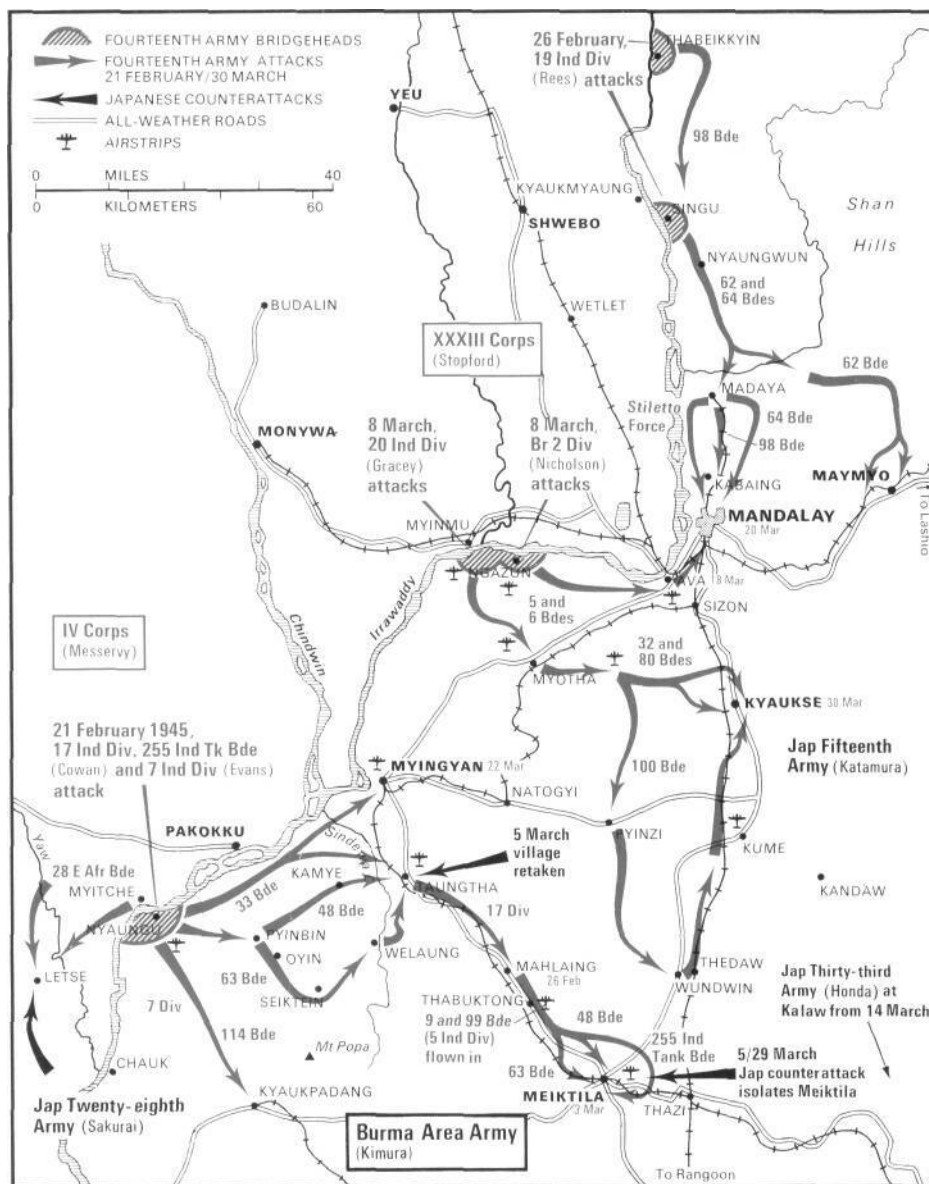 FOURTEENTH ARMY BRIDGEHEADS
FOURTEENTH ARMY ATTACKS
21 FEBRUARY/30 MARCH
JAPANESE COUNTERATTACKS
ALL-WEATHER ROADS
AIRSTRIPS
0 MILES 40
0 KILOMETERS 60
26 February,
19 Ind Div
(Rees)
attacks
THABEIKKYIN
YEU
98 Bde
KYAUKMYAUNG
SHWEBO
SINGU
Shan
Hills
NYAUNGWUN
62 and
64 Bdes
BUDALIN
WETLET
XXXIII Corps
(Stopford)
62 Bde
MADAYA
Stiletto
Force
64 Bde
98 Bde
MONYWA
8 March,
20 Ind Div
(Gracey)
attacks
8 March,
Br 2 Div
(Nicholson)
attacks
KABAING
MAYMYO
To Lashio
MANDALAY
20 Mar
MYINMU
NGAZUN
AVA 18 Mar
SIZON
5 and
6 Bdes
Chindwin
Irrawaddy
IV Corps
(Messervy)
32 and
80 Bdes
MYOTHA
KYAUKSE 30 Mar
21 February 1945,
17 Ind Div, 255 Ind Tk Bde
(Cowan) and 7 Ind Div (Evans)
attack
Jap Fifteenth
Army (Katamura)
100 Bde
MYINGYAN 22 Mar
NATOGYI
PYINZI
KUME
PAKOKKU
Yaw
28 E Afr Bde
MYITCHE
NYAUNGU
33 Bde
KAMYE
48 Bde
5 March
village
retaken
TAUNGTHA
17 Div
KANDAW
PYINBIN
OYIN
WELAUNG
63 Bde
SEIKTEIN
LETSE
7 Div
114 Bde
MAHLAING
26 Feb
THEDAW
WUNDWIN
THABUKTONG
9 and 99 Bde
(5 Ind Div)
flown in
48 Bde
255 Ind
Tank Bde
Jap Thirty-third
Army (Honda) at
Kalaw from 14 March
Mt Popa
CHAUK
KYAUKPADANG
63 Bde
MEIKTILA
3 Mar
THAZI
5/29 March
Jap counterattack
isolates Meiktila
Jap Twenty-eighth
Army (Sakurai)
Burma Area Army
(Kimura)
To Rangoon